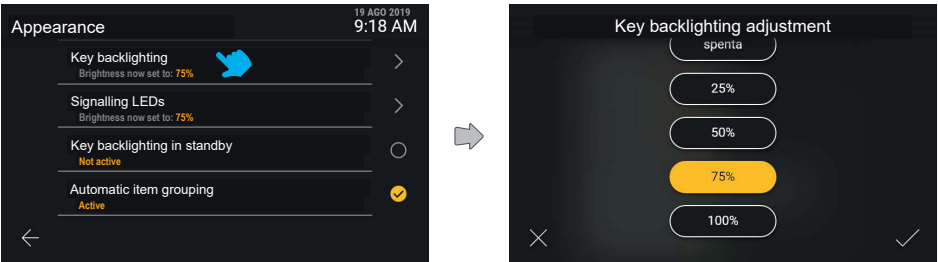 19 AGO 2019
Appearance
9:18 AM
Key backlighting
Brightness now set to: 75%
Signalling LEDs
Brightness now set to: 75%
Key backlighting in standby
Not active
Automatic item grouping
Active
Key backlighting adjustment
spenta
25%
50%
75%
100%